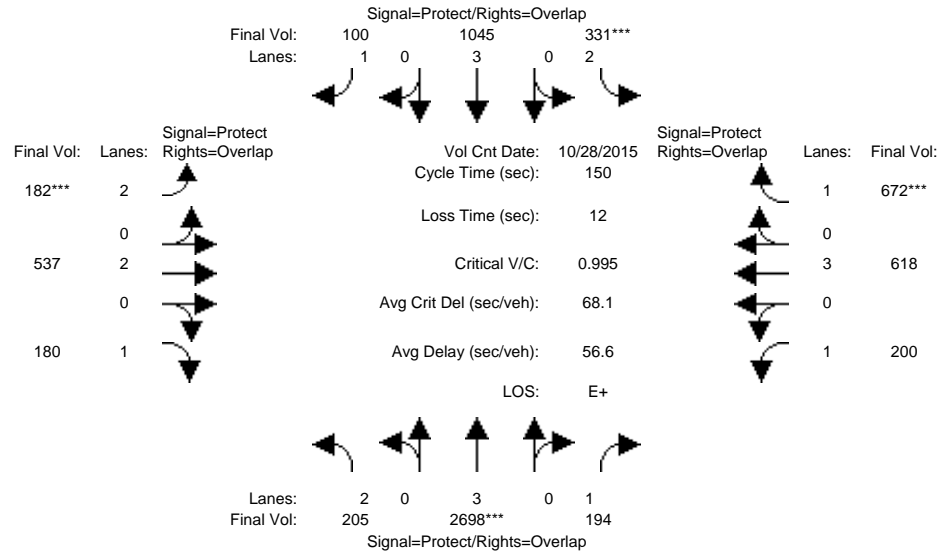 Signal=Protect/Rights=Overlap
Final Vol: 100 1045 331***
Lanes: 1 0 3 0 2
Signal=Protect
Final Vol: Lanes: Rights=Overlap
Vol Cnt Date: 10/28/2015
Signal=Protect
Rights=Overlap Lanes: Final Vol:
Cycle Time (sec): 150
182*** 2
1 672***
Loss Time (sec): 12
0
0
537 2
Critical V/C: 0.995
3 618
0
Avg Crit Del (sec/veh): 68.1
0
180 1
Avg Delay (sec/veh): 56.6
1 200
LOS: E+
Lanes: 2 0 3 0 1
Final Vol: 205 2698*** 194
Signal=Protect/Rights=Overlap